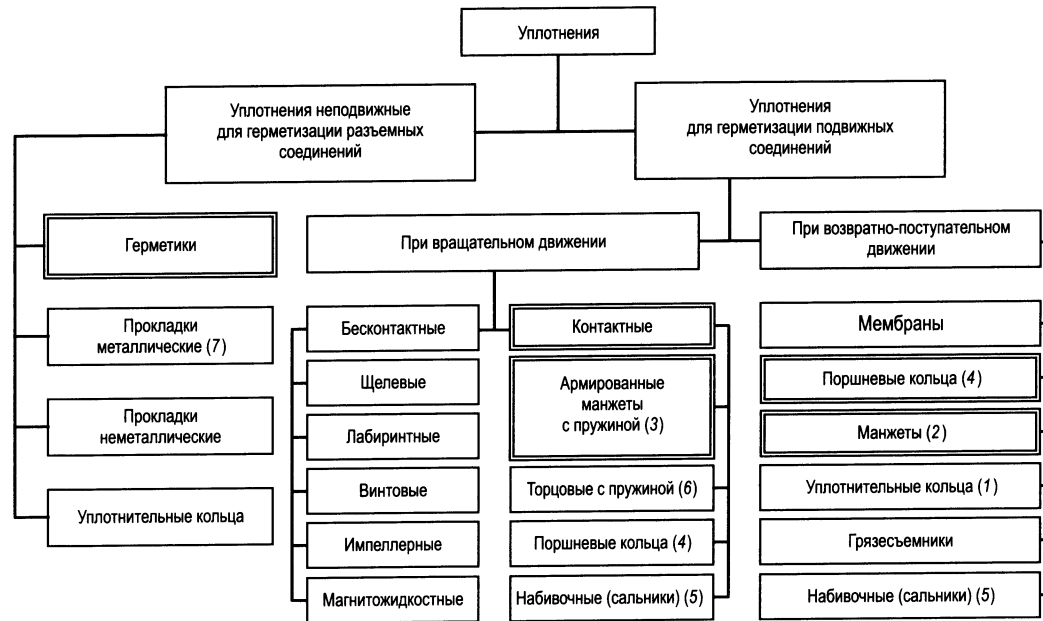 Уплотнения
Уплотнения неподвижные
для герметизации разъемных
соединений
Уплотнения
для герметизации подвижных
соединений
Герметики
Прокладки
металлические (7)
Прокладки
неметаллические
Уплотнительные кольца
При вращательном движении
Бесконтактные
Щелевые
Лабиринтные
Винтовые
Импеллерные
Магнитожидкостные
Контактные
Армированные
манжеты
с пружиной (3)
Торцовые с пружиной (6)
Поршневые кольца (4)
Набивочные (сальники) (5)
При возвратно-поступательном
движении
Мембраны
Поршневые кольца (4)
Манжеты (2)
Уплотнительные кольца (1)
Грязесъемники
Набивочные (сальники) (5)